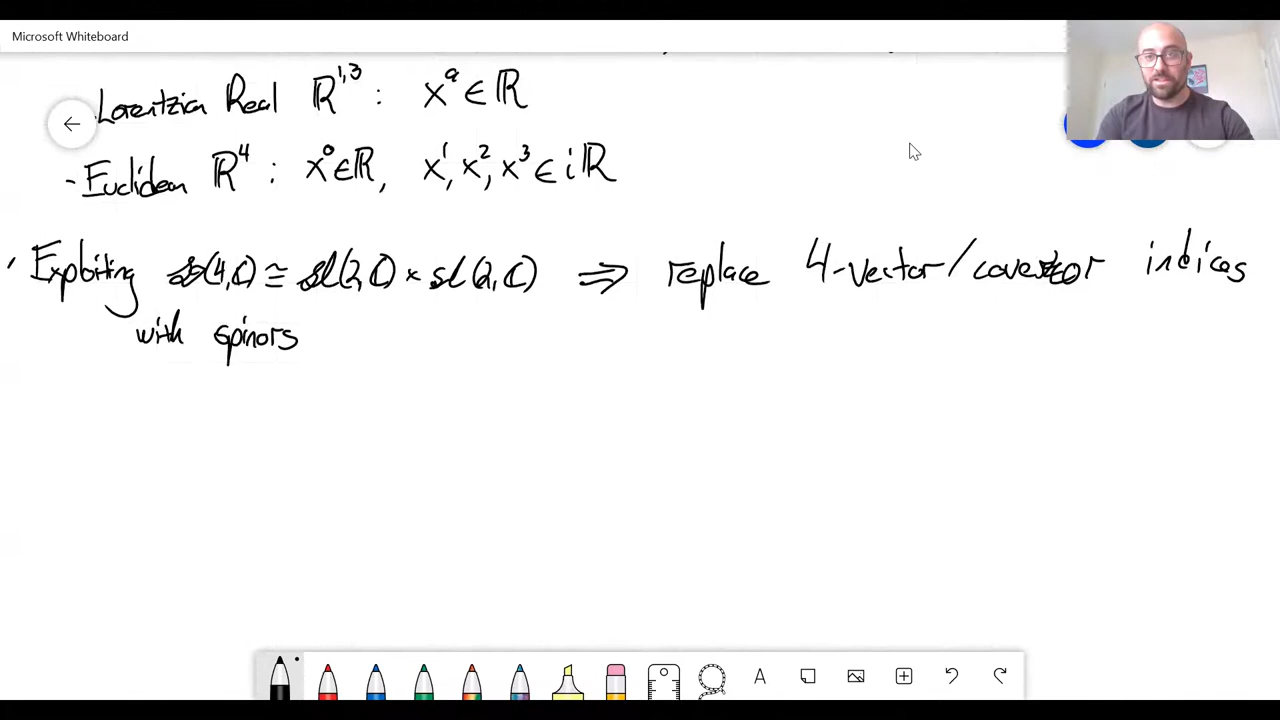 Microsoft Whiteboard
- Lorentzian Real ℝ^{1,3} : x^a ∈ ℝ
- Euclidean ℝ^4 : x^0 ∈ ℝ, x^1, x^2, x^3 ∈ iℝ
· Exploiting so(4,ℂ) ≅ sl(2,ℂ) × sl(2,ℂ) ⇒ replace 4-vector/covector indices
with spinors
A